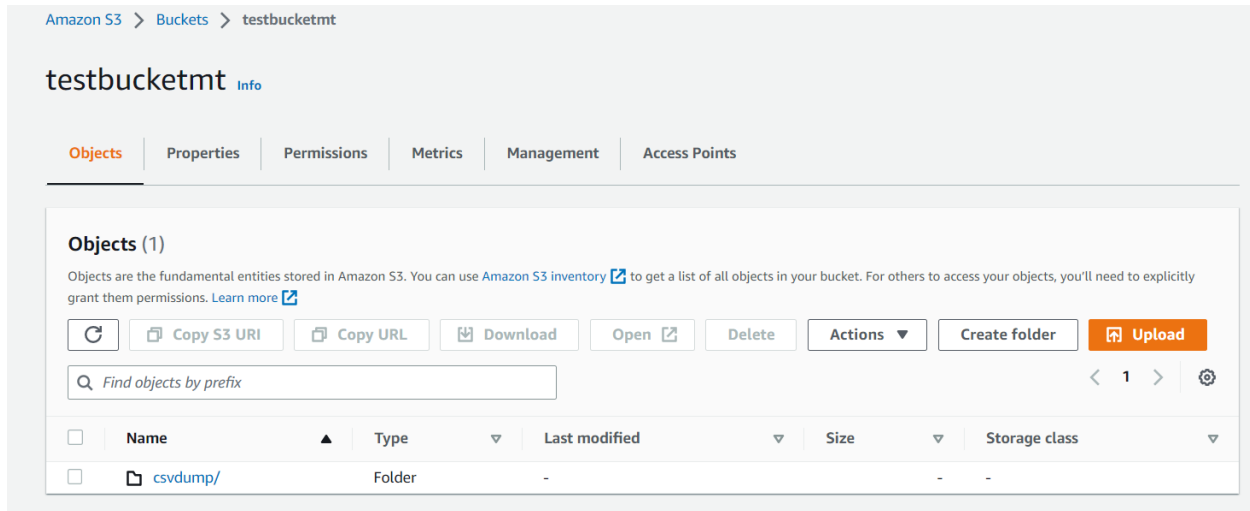 Amazon S3 > Buckets > testbucketmt
testbucketmt Info
Objects Properties Permissions Metrics Management Access Points
Objects (1)
Objects are the fundamental entities stored in Amazon S3. You can use Amazon S3 inventory to get a list of all objects in your bucket. For others to access your objects, you'll need to explicitly
grant them permissions. Learn more
Copy S3 URI Copy URL Download Open Delete Actions Create folder Upload
Find objects by prefix < 1 >
Name Type Last modified Size Storage class
csvdump/ Folder - - -